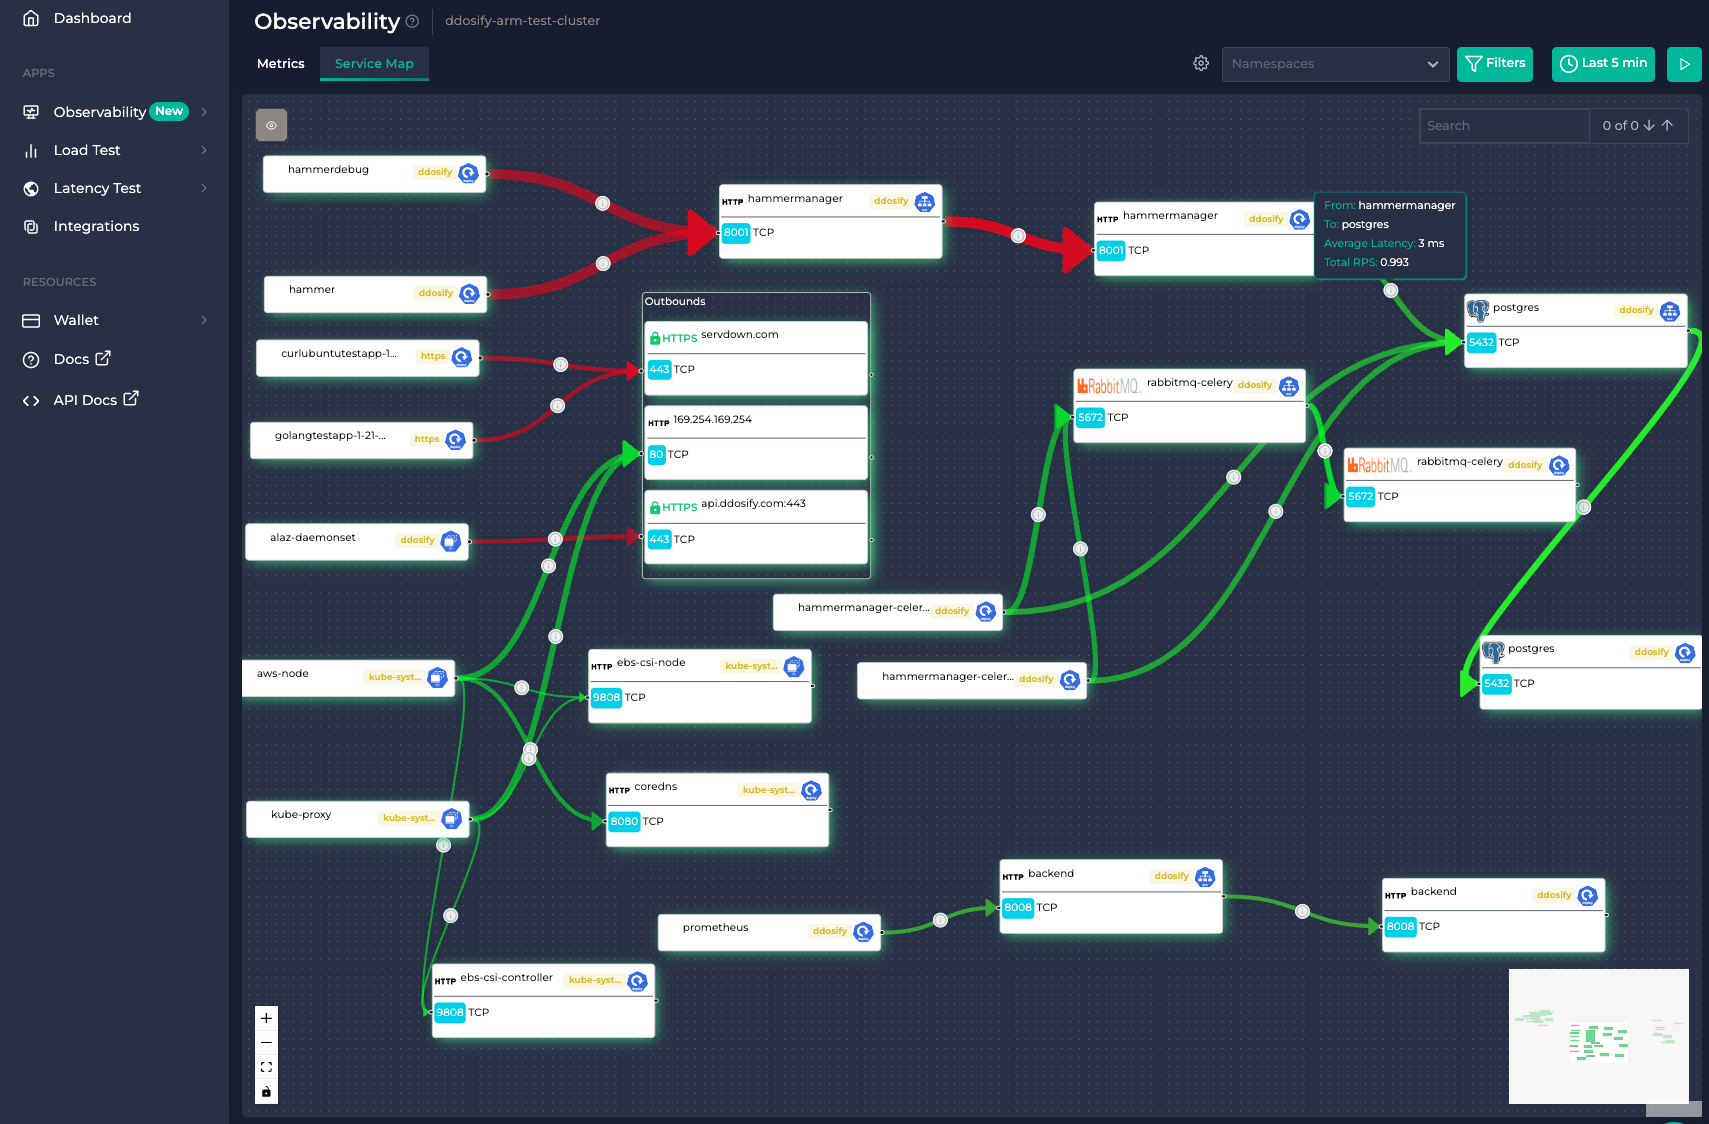 Dashboard
APPS
Observability New
Load Test
Latency Test
Integrations
RESOURCES
Wallet
Docs
API Docs
Observability
ddosify-arm-test-cluster
Metrics
Service Map
Namespaces
Filters
Last 5 min
Search
0 of 0
hammerdebug ddosify
HTTP hammermanager ddosify
8001 TCP
HTTP hammermanager ddosify
8001 TCP
From: hammermanager
To: postgres
Average Latency: 3 ms
Total RPS: 0.993
hammer ddosify
Outbounds
HTTPS servdown.com
443 TCP
HTTP 169.254.169.254
80 TCP
HTTPS api.ddosify.com:443
443 TCP
postgres ddosify
5432 TCP
curlubuntutestapp-1... https
golangtestapp-1-21-... https
RabbitMQ rabbitmq-celery ddosify
5672 TCP
RabbitMQ rabbitmq-celery ddosify
5672 TCP
alaz-daemonset ddosify
hammermanager-celer... ddosify
hammermanager-celer... ddosify
postgres ddosify
5432 TCP
aws-node kube-syst...
HTTP ebs-csi-node kube-syst...
9808 TCP
HTTP coredns kube-syst...
8080 TCP
kube-proxy kube-syst...
prometheus ddosify
HTTP backend ddosify
8008 TCP
HTTP backend ddosify
8008 TCP
HTTP ebs-csi-controller kube-syst...
9808 TCP